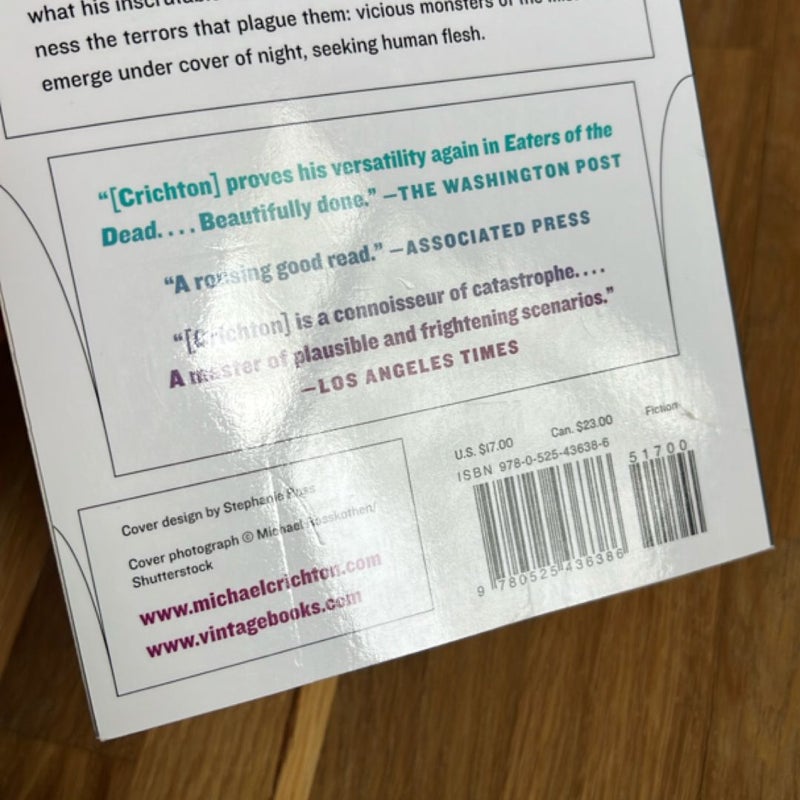 what his
ness the terrors that plague them: vicious monsters of the
emerge under cover of night, seeking human flesh.
“[Crichton] proves his versatility again in Eaters of the
Dead.... Beautifully done.” —THE WASHINGTON POST
“A rousing good read.” —ASSOCIATED PRESS
“[Crichton] is a connoisseur of catastrophe....
A master of plausible and frightening scenarios.”
—LOS ANGELES TIMES
Cover design by Stephanie
Cover photograph © Michael Rosskothen/
Shutterstock
www.michaelcrichton.com
www.vintagebooks.com
U.S. $17.00 Can. $23.00 Fiction
ISBN 978-0-525-43638-6
51700
9 780525 436386